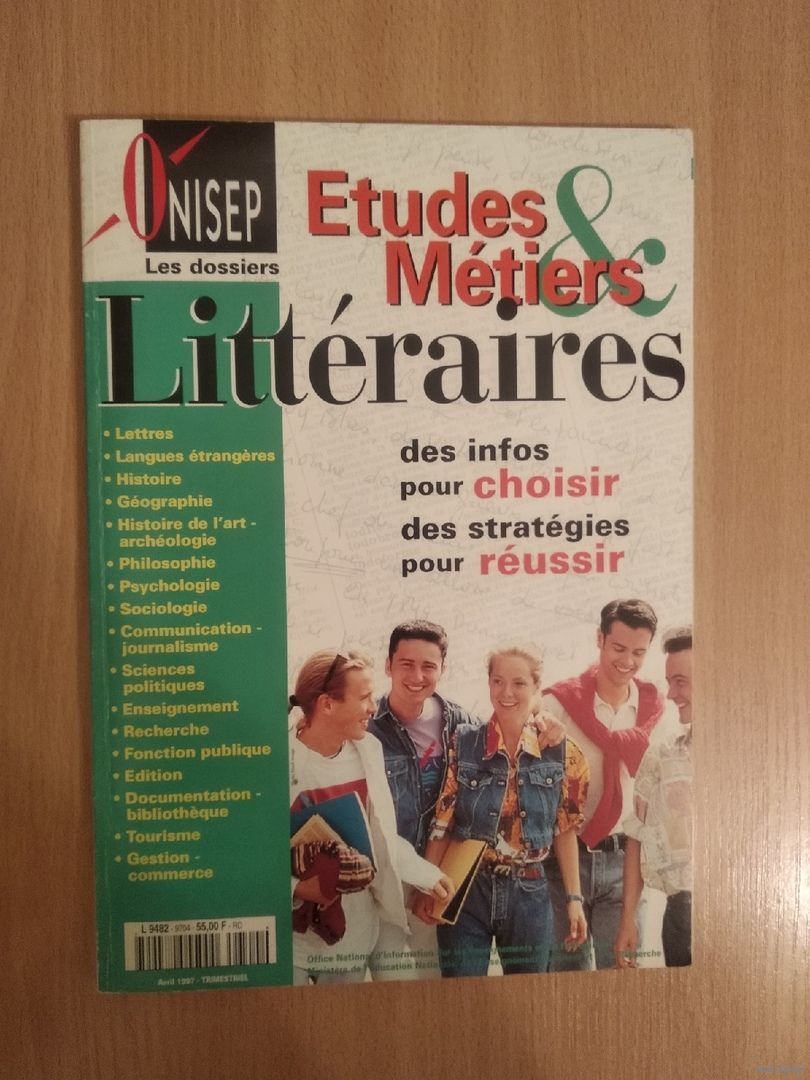 ONISEP
Les dossiers
Etudes &
Métiers
Littéraires
• Lettres
• Langues étrangères
• Histoire
• Géographie
• Histoire de l'art -
archéologie
• Philosophie
• Psychologie
• Sociologie
• Communication -
journalisme
• Sciences
politiques
• Enseignement
• Recherche
• Fonction publique
• Edition
• Documentation -
bibliothèque
• Tourisme
• Gestion -
commerce
des infos
pour choisir
des stratégies
pour réussir
L 9482 - 9704 - 55,00 F - RD
Avril 1997 - TRIMESTRIEL
Office National d'Information sur les Enseignements et
Ministère de l'Education Nationale